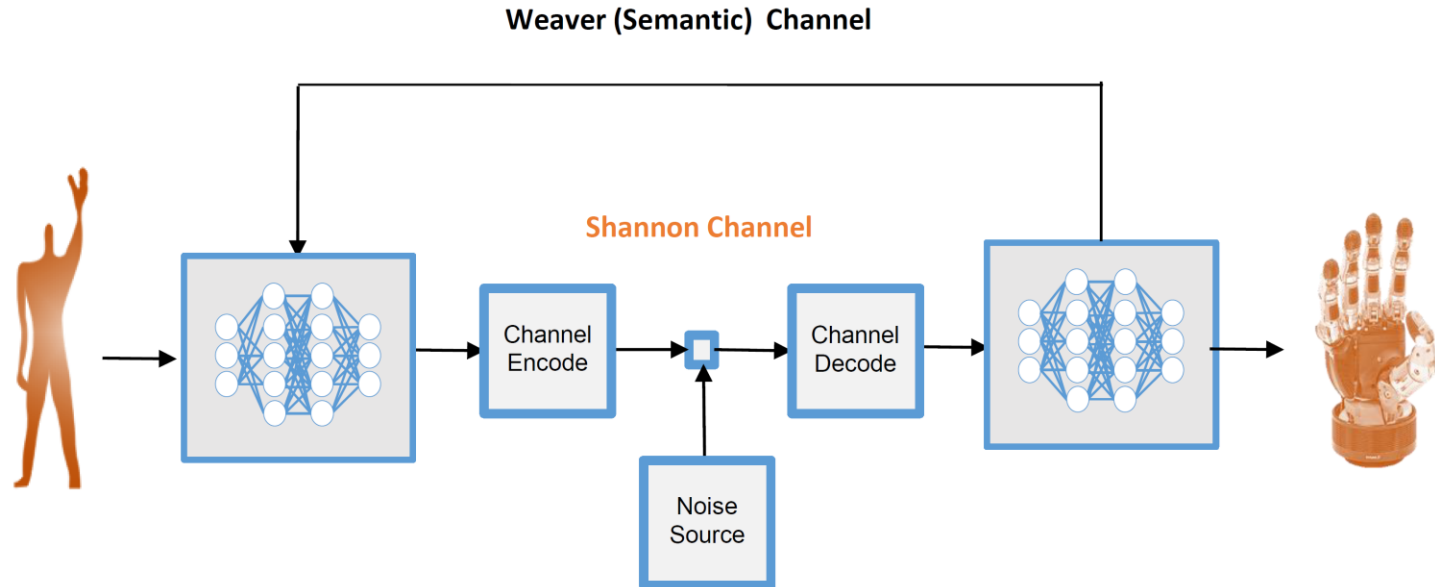 Weaver (Semantic) Channel
Shannon Channel
Channel
Encode
Channel
Decode
Noise
Source